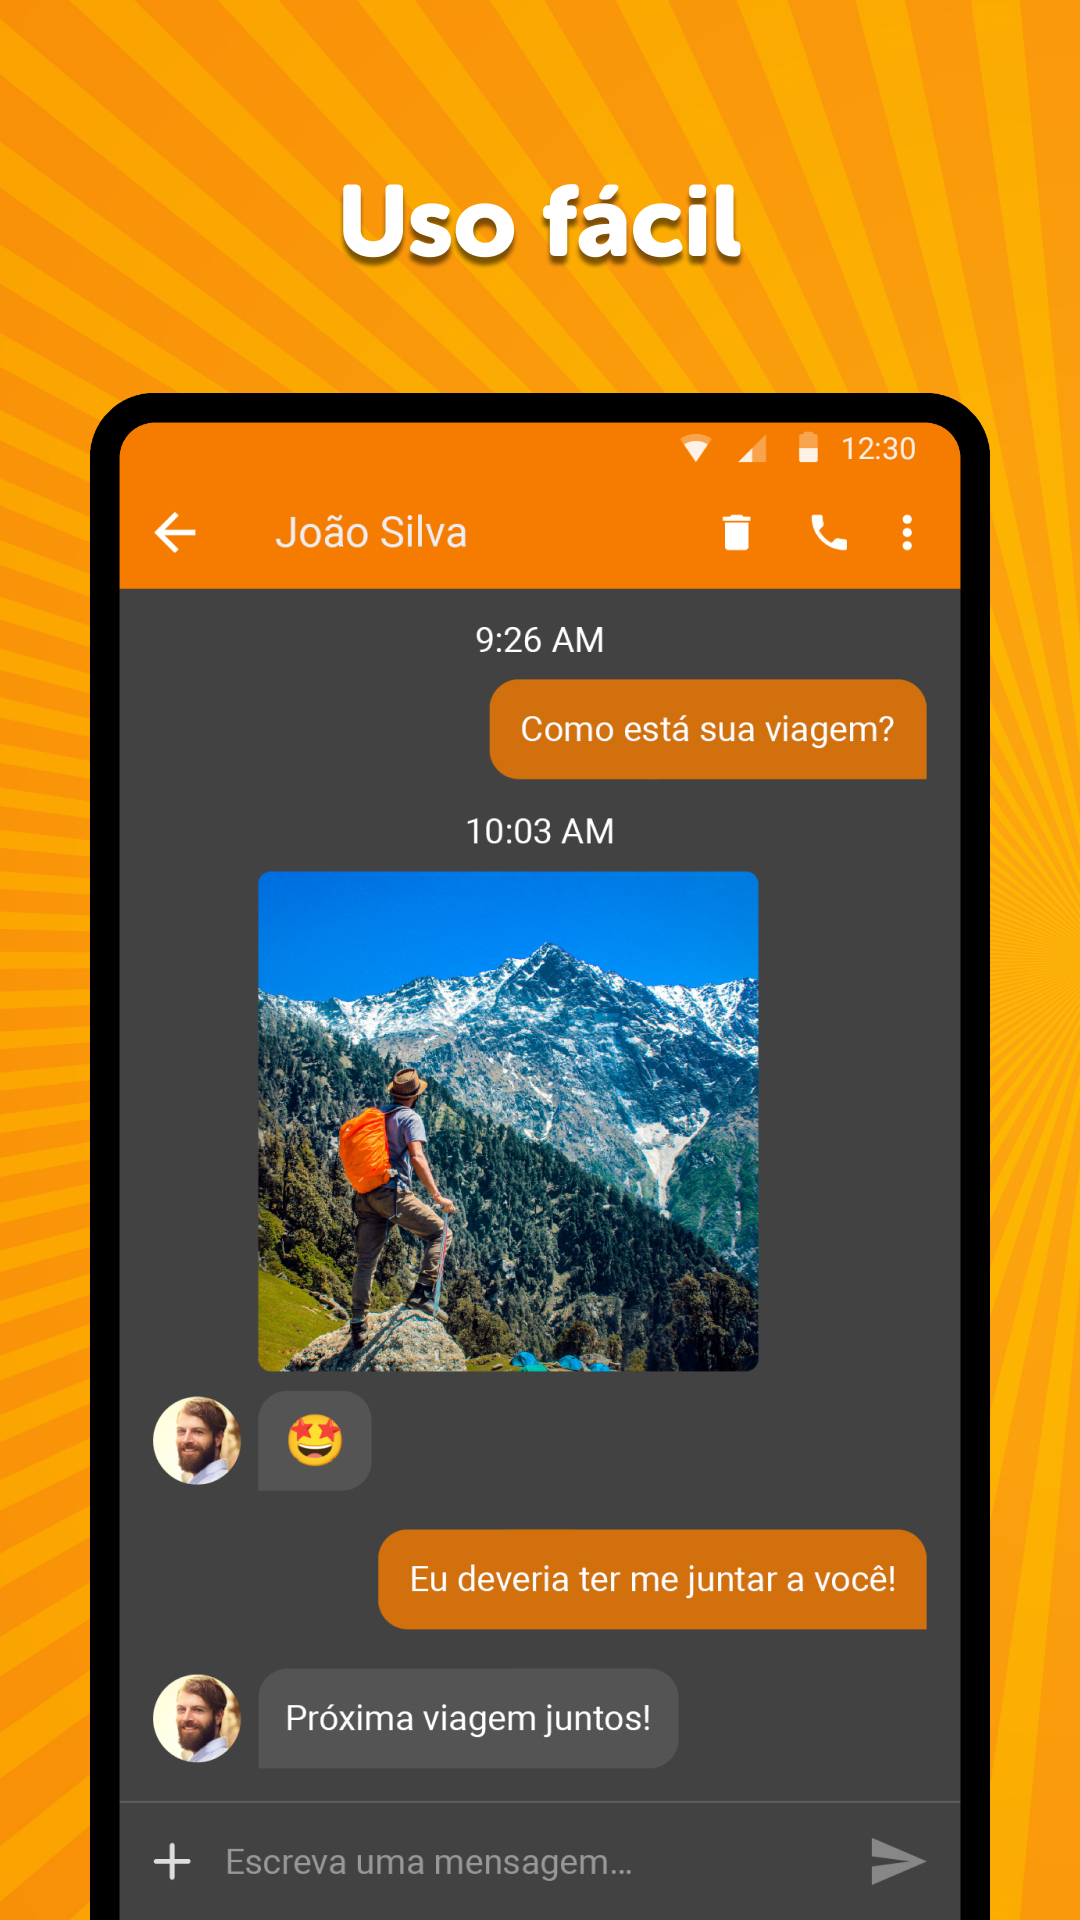 Uso fácil
12:30
João Silva
9:26 AM
Como está sua viagem?
10:03 AM
Eu deveria ter me juntar a você!
Próxima viagem juntos!
Escreva uma mensagem...